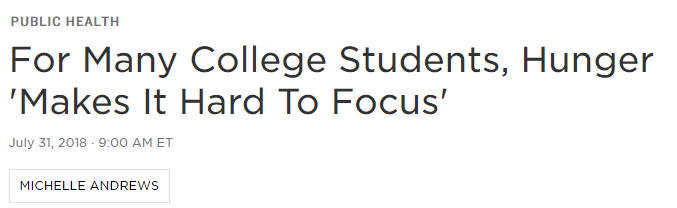 PUBLIC HEALTH
For Many College Students, Hunger
'Makes It Hard To Focus'
July 31, 2018 · 9:00 AM ET
MICHELLE ANDREWS